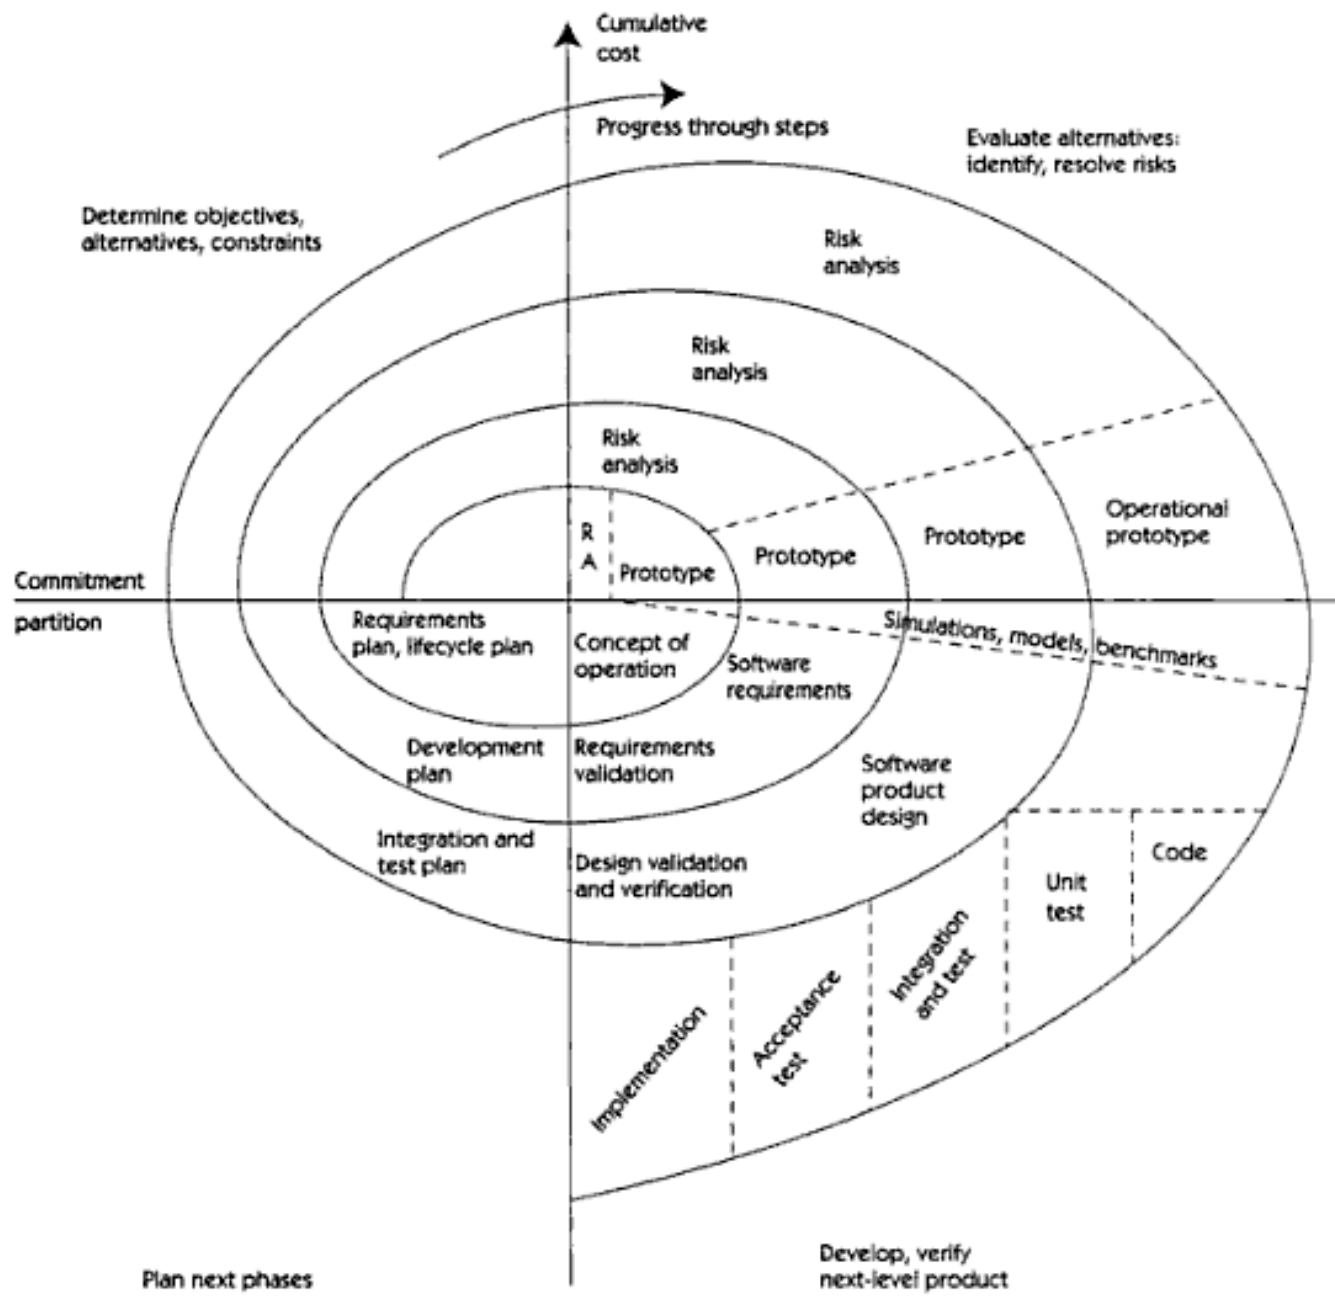 Cumulative
cost
Progress through steps
Evaluate alternatives:
identify, resolve risks
Determine objectives,
alternatives, constraints
Risk
analysis
Risk
analysis
Risk
analysis
R
A
Prototype
Prototype
Prototype
Operational
prototype
Commitment
partition
Requirements
plan, lifecycle plan
Concept of
operation
Software
requirements
Simulations, models, benchmarks
Development
plan
Requirements
validation
Software
product
design
Integration and
test plan
Design validation
and verification
Code
Unit
test
Integration
and test
Acceptance
test
Implementation
Plan next phases
Develop, verify
next-level product